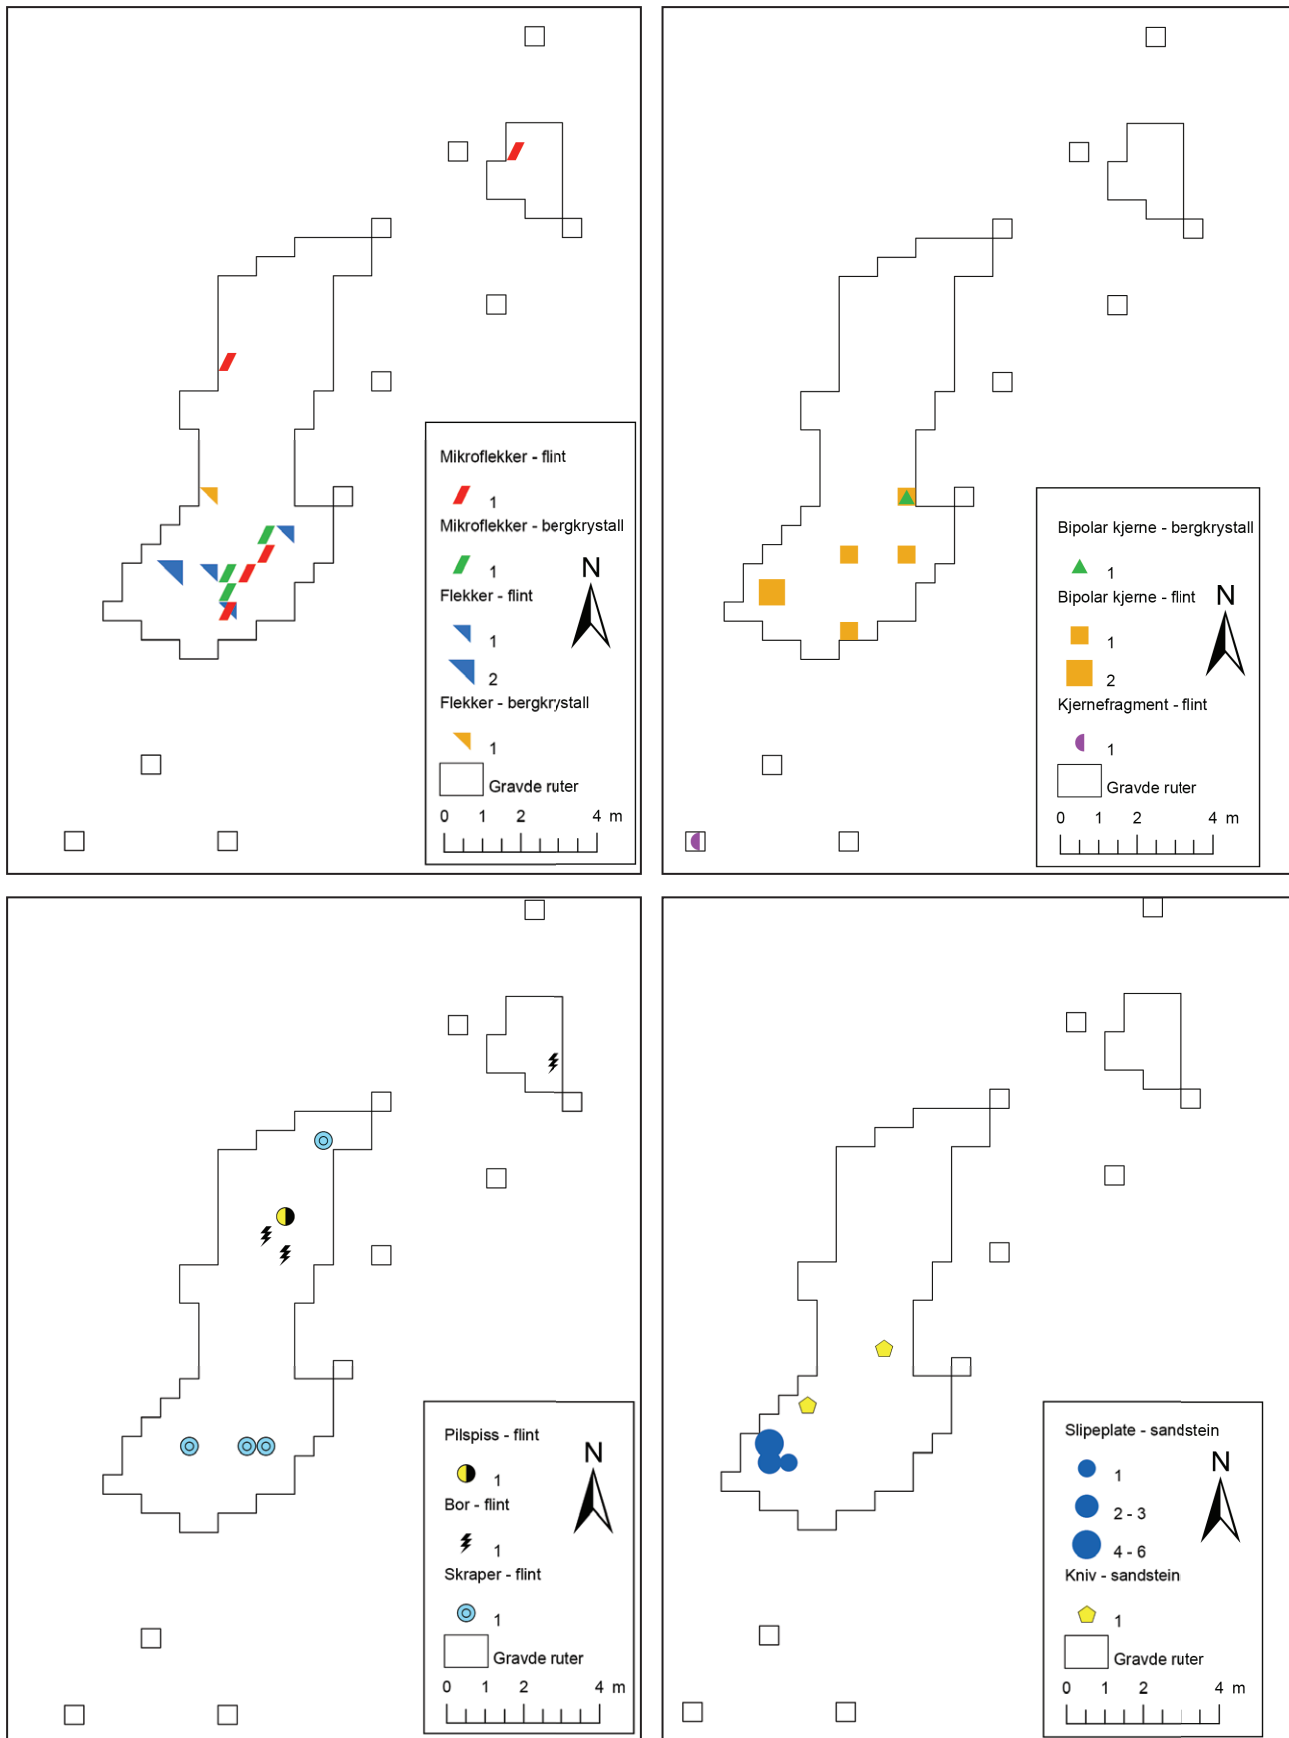 Mikroflekker - flint
1
Mikroflekker - bergkrystall
1
Flekker - flint
1
2
Flekker - bergkrystall
1
Gravde ruter
0 1 2 4 m
N
Bipolar kjerne - bergkrystall
1
Bipolar kjerne - flint
1
2
Kjernefragment - flint
1
Gravde ruter
0 1 2 4 m
N
Pilspiss - flint
1
Bor - flint
1
Skraper - flint
1
Gravde ruter
0 1 2 4 m
N
Slipeplate - sandstein
1
2 - 3
4 - 6
Kniv - sandstein
1
Gravde ruter
0 1 2 4 m
N